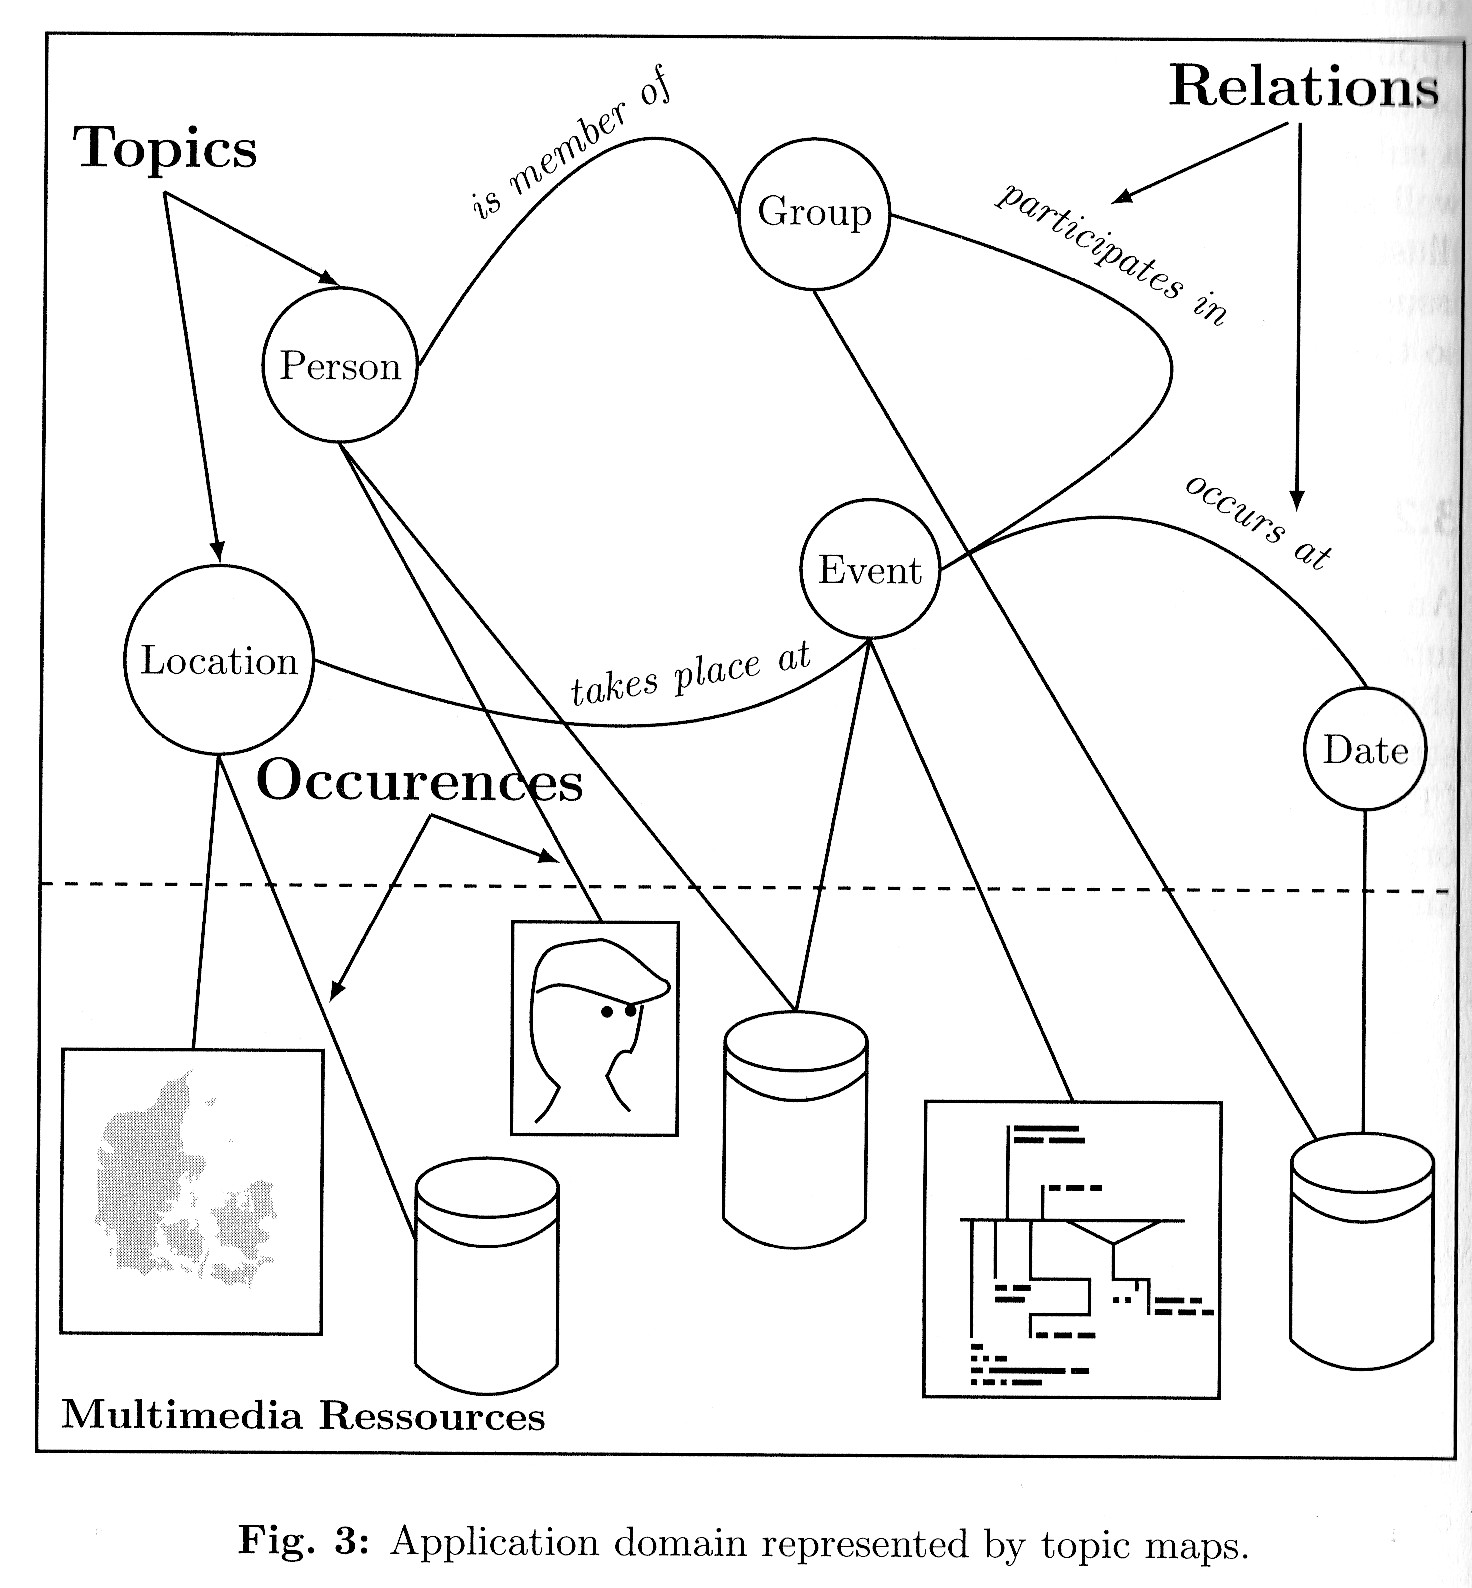 Relations
Topics
is member of
Group
participates in
Person
occurs at
Event
Location
takes place at
Date
Occurences
Multimedia Ressources
Fig. 3: Application domain represented by topic maps.